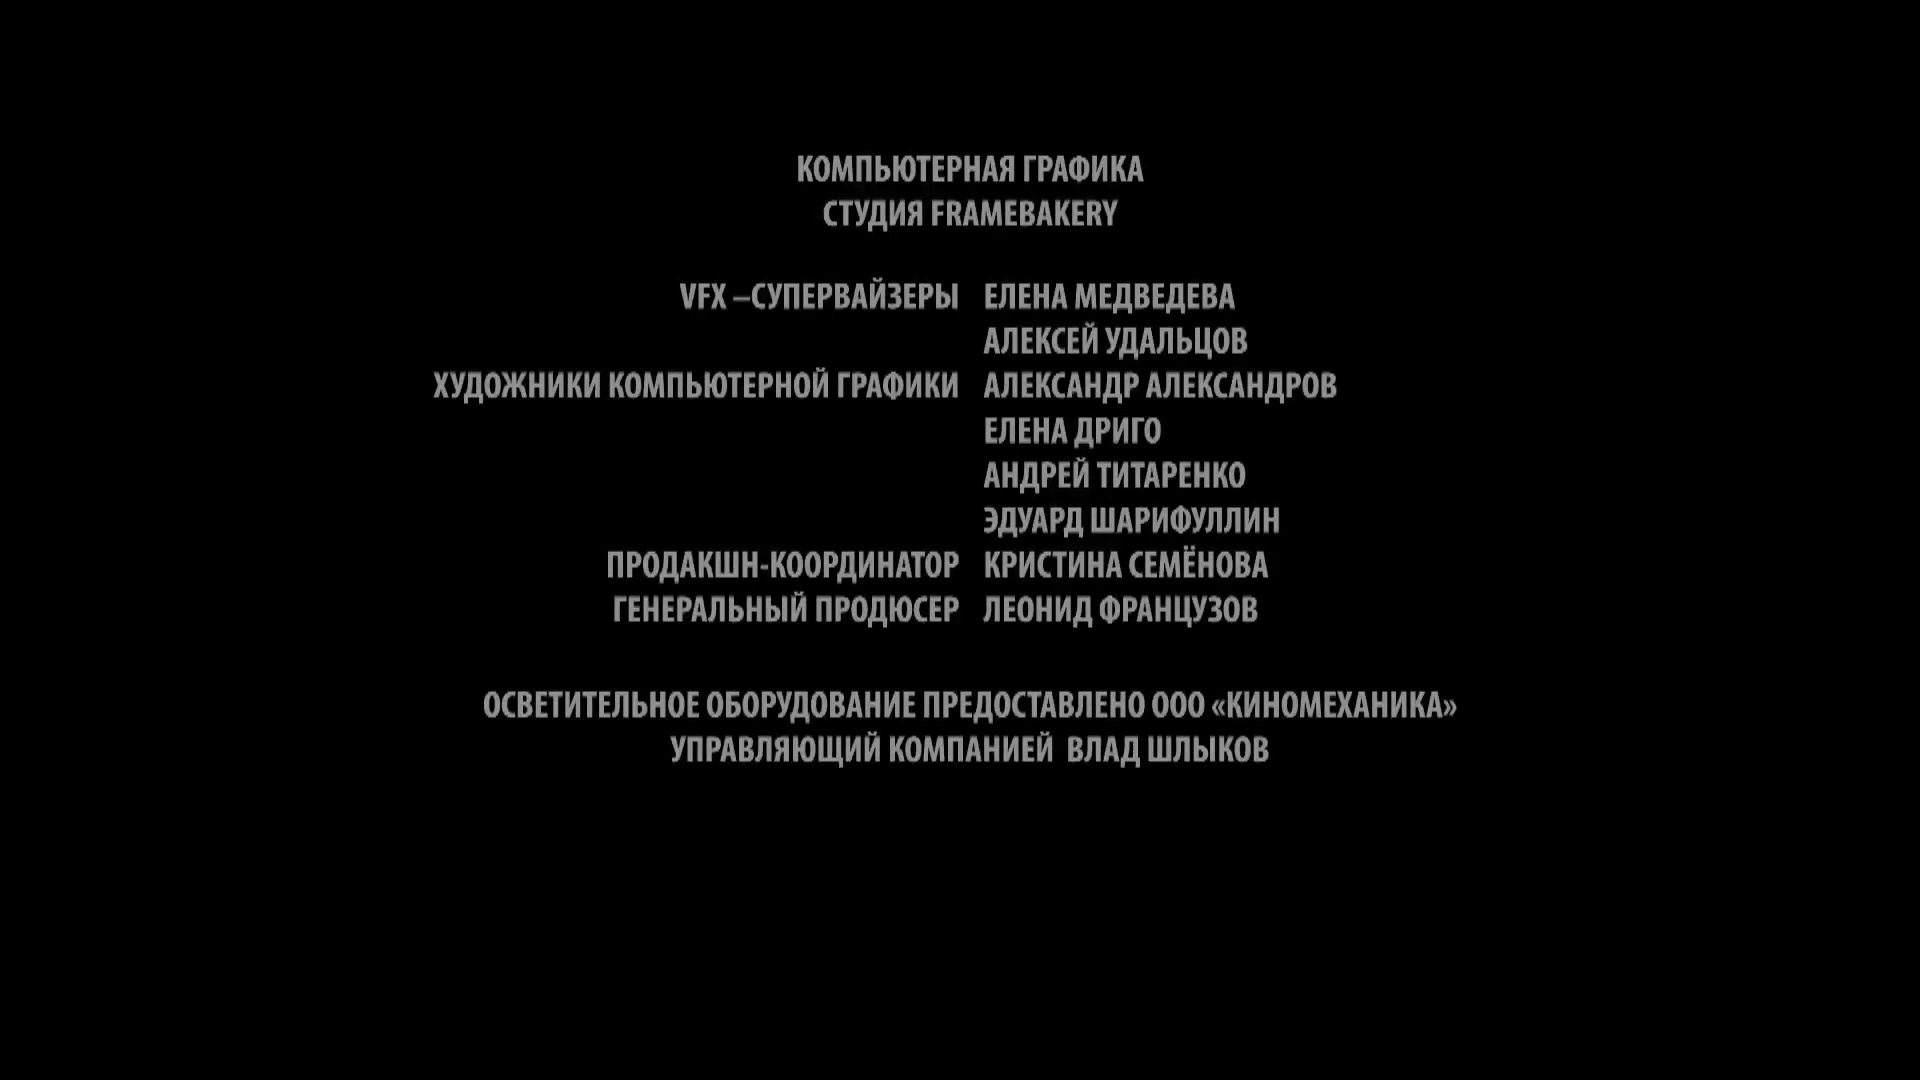 КОМПЬЮТЕРНАЯ ГРАФИКА
СТУДИЯ FRAMEBAKERY
VFX –СУПЕРВАЙЗЕРЫ ЕЛЕНА МЕДВЕДЕВА
АЛЕКСЕЙ УДАЛЬЦОВ
ХУДОЖНИКИ КОМПЬЮТЕРНОЙ ГРАФИКИ АЛЕКСАНДР АЛЕКСАНДРОВ
ЕЛЕНА ДРИГО
АНДРЕЙ ТИТАРЕНКО
ЭДУАРД ШАРИФУЛЛИН
ПРОДАКШН-КООРДИНАТОР КРИСТИНА СЕМЁНОВА
ГЕНЕРАЛЬНЫЙ ПРОДЮСЕР ЛЕОНИД ФРАНЦУЗОВ
ОСВЕТИТЕЛЬНОЕ ОБОРУДОВАНИЕ ПРЕДОСТАВЛЕНО ООО «КИНОМЕХАНИКА»
УПРАВЛЯЮЩИЙ КОМПАНИЕЙ ВЛАД ШЛЫКОВ